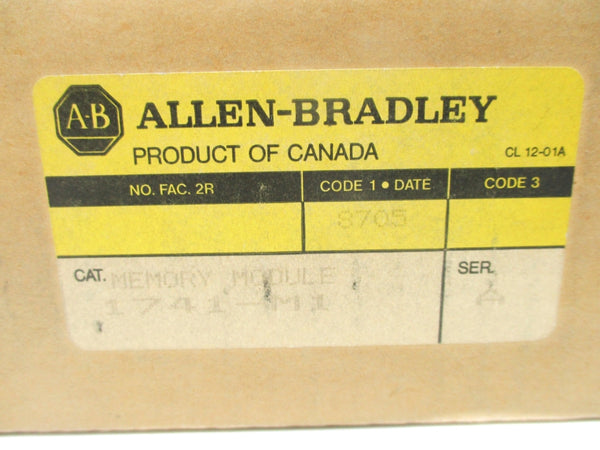 A-B ALLEN-BRADLEY
PRODUCT OF CANADA CL 12-01A
NO. FAC. 2R CODE 1 • DATE CODE 3
8705
CAT. MEMORY MODULE SER.
1741-M1 A